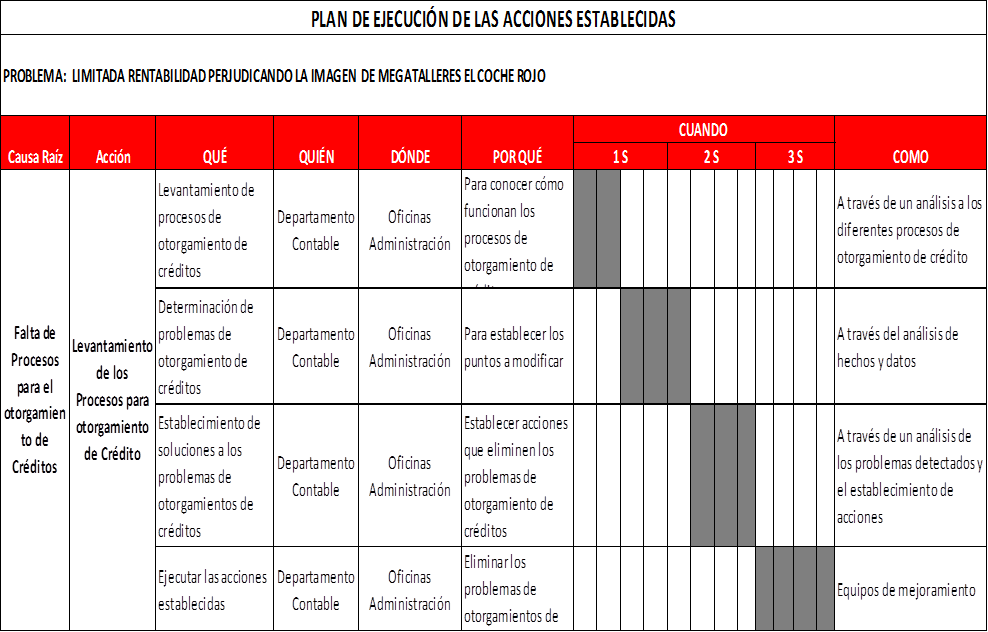 PLAN DE EJECUCIÓN DE LAS ACCIONES ESTABLECIDAS
PROBLEMA: LIMITADA RENTABILIDAD PERJUDICANDO LA IMAGEN DE MEGATALLERES EL COCHE ROJO
Causa Raíz
Acción
QUÉ
QUIÉN
DÓNDE
POR QUÉ
CUANDO
1 S
2 S
3 S
COMO
Falta de
Procesos
para el
otorgamien
to de
Créditos
Levantamiento
de los
Procesos para
otorgamiento
de Crédito
Levantamiento de
procesos de
otorgamiento de
créditos
Departamento
Contable
Oficinas
Administración
Para conocer cómo
funcionan los
procesos de
otorgamiento de
A través de un análisis a los
diferentes procesos de
otorgamiento de crédito
Determinación de
problemas de
otorgamiento de
créditos
Departamento
Contable
Oficinas
Administración
Para establecer los
puntos a modificar
A través del análisis de
hechos y datos
Establecimiento de
soluciones a los
problemas de
otorgamientos de
créditos
Departamento
Contable
Oficinas
Administración
Establecer acciones
que eliminen los
problemas de
otorgamiento de
créditos
A través de un análisis de
los problemas detectados y
el establecimiento de
acciones
Ejecutar las acciones
establecidas
Departamento
Contable
Oficinas
Administración
Eliminar los
problemas de
otorgamientos de
Equipos de mejoramiento